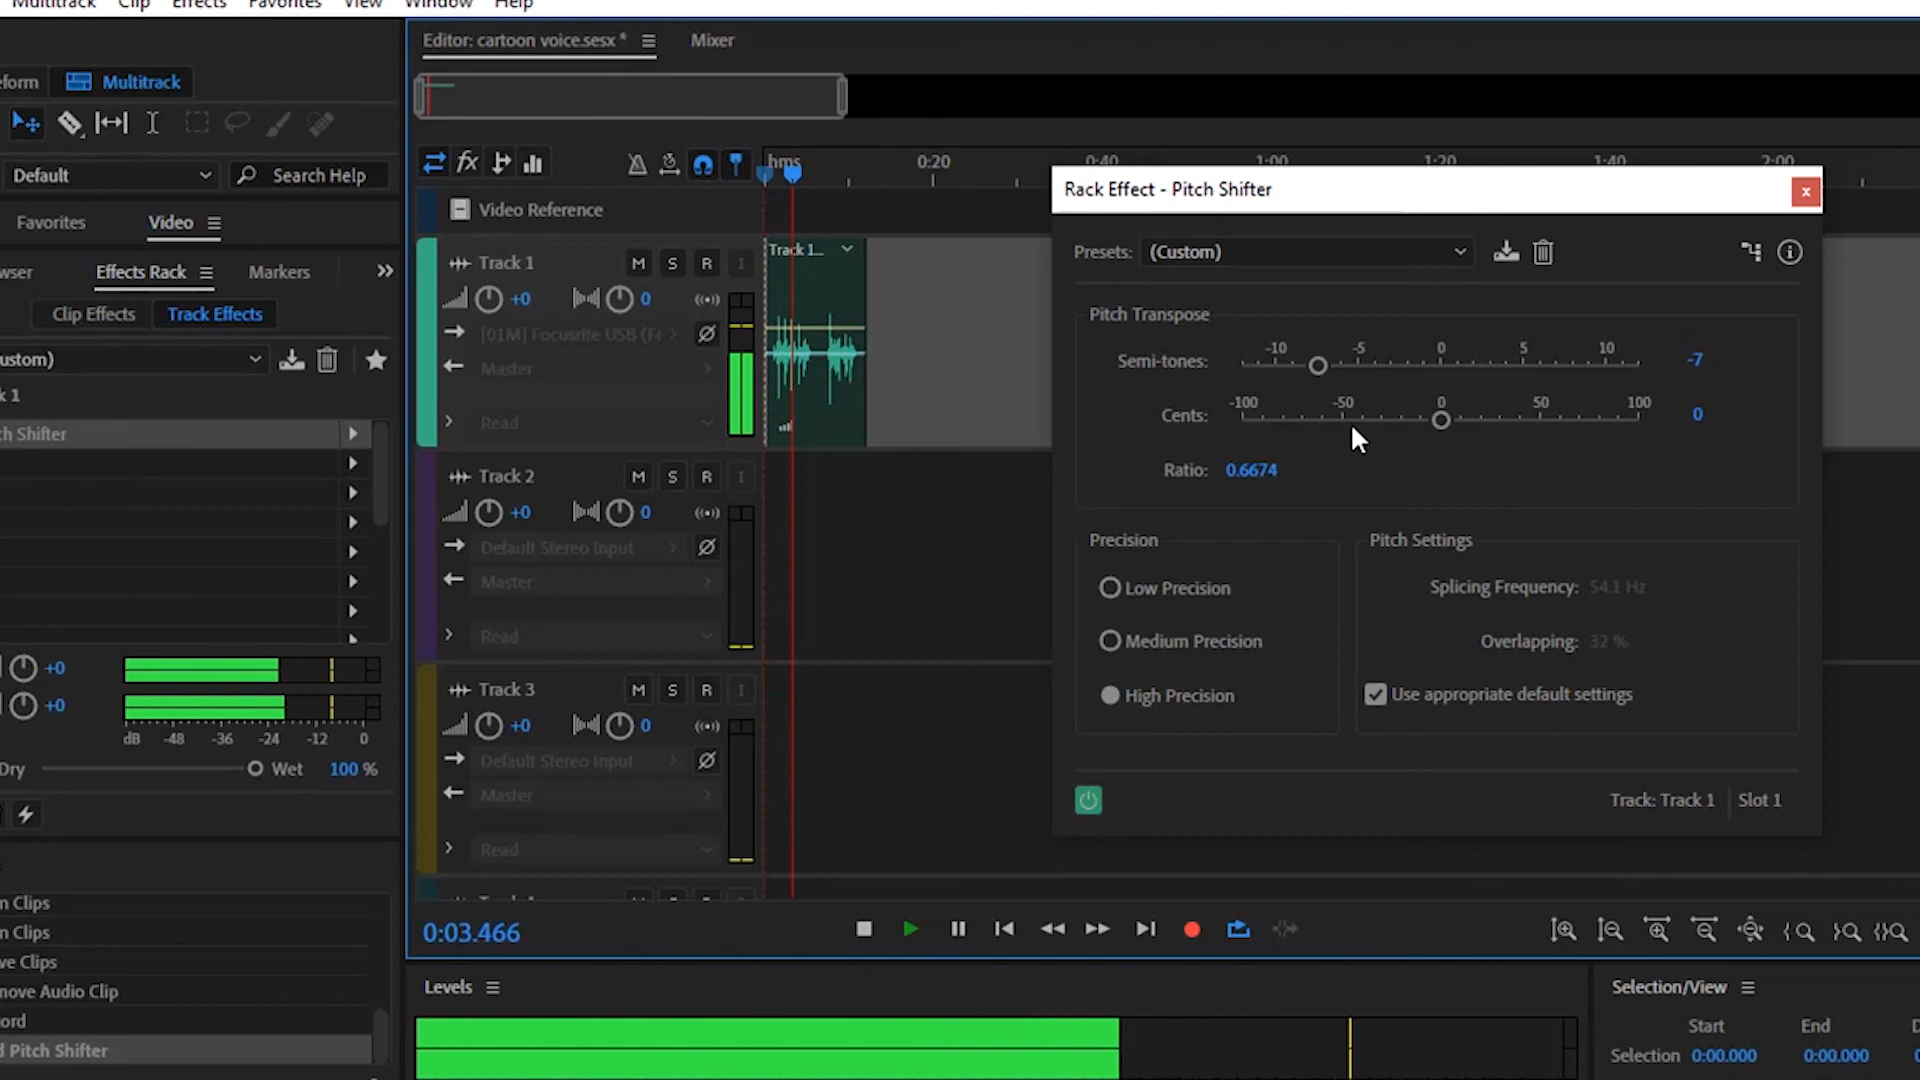 Multitrack Clip Effects Favorites View Window Help
Editor: cartoon voice.sesx * Mixer
eform Multitrack
Default Search Help
Favorites Video
wser Effects Rack Markers
Clip Effects Track Effects
ustom)
k 1
ch Shifter
+0
+0
dB -48 -36 -24 -12 0
Dry Wet 100 %
n Clips
n Clips
ve Clips
move Audio Clip
ord
d Pitch Shifter
fx
hms 0:20 0:40 1:00 1:20 1:40 2:00
Video Reference
Track 1 M S R I
+0 0
[01M] Focusrite USB (Fo
Master
Read
Track 1...
Track 2 M S R I
+0 0
Default Stereo Input
Master
Read
Track 3 M S R I
+0 0
Default Stereo Input
Master
Read
0:03.466
Levels
Rack Effect - Pitch Shifter x
Presets: (Custom)
Pitch Transpose
-10 -5 0 5 10
Semi-tones: -7
-100 -50 0 50 100
Cents: 0
Ratio: 0.6674
Precision
Low Precision
Medium Precision
High Precision
Pitch Settings
Splicing Frequency: 54.1 Hz
Overlapping: 32 %
Use appropriate default settings
Track: Track 1 Slot 1
Selection/View
Start End D
Selection 0:00.000 0:00.000